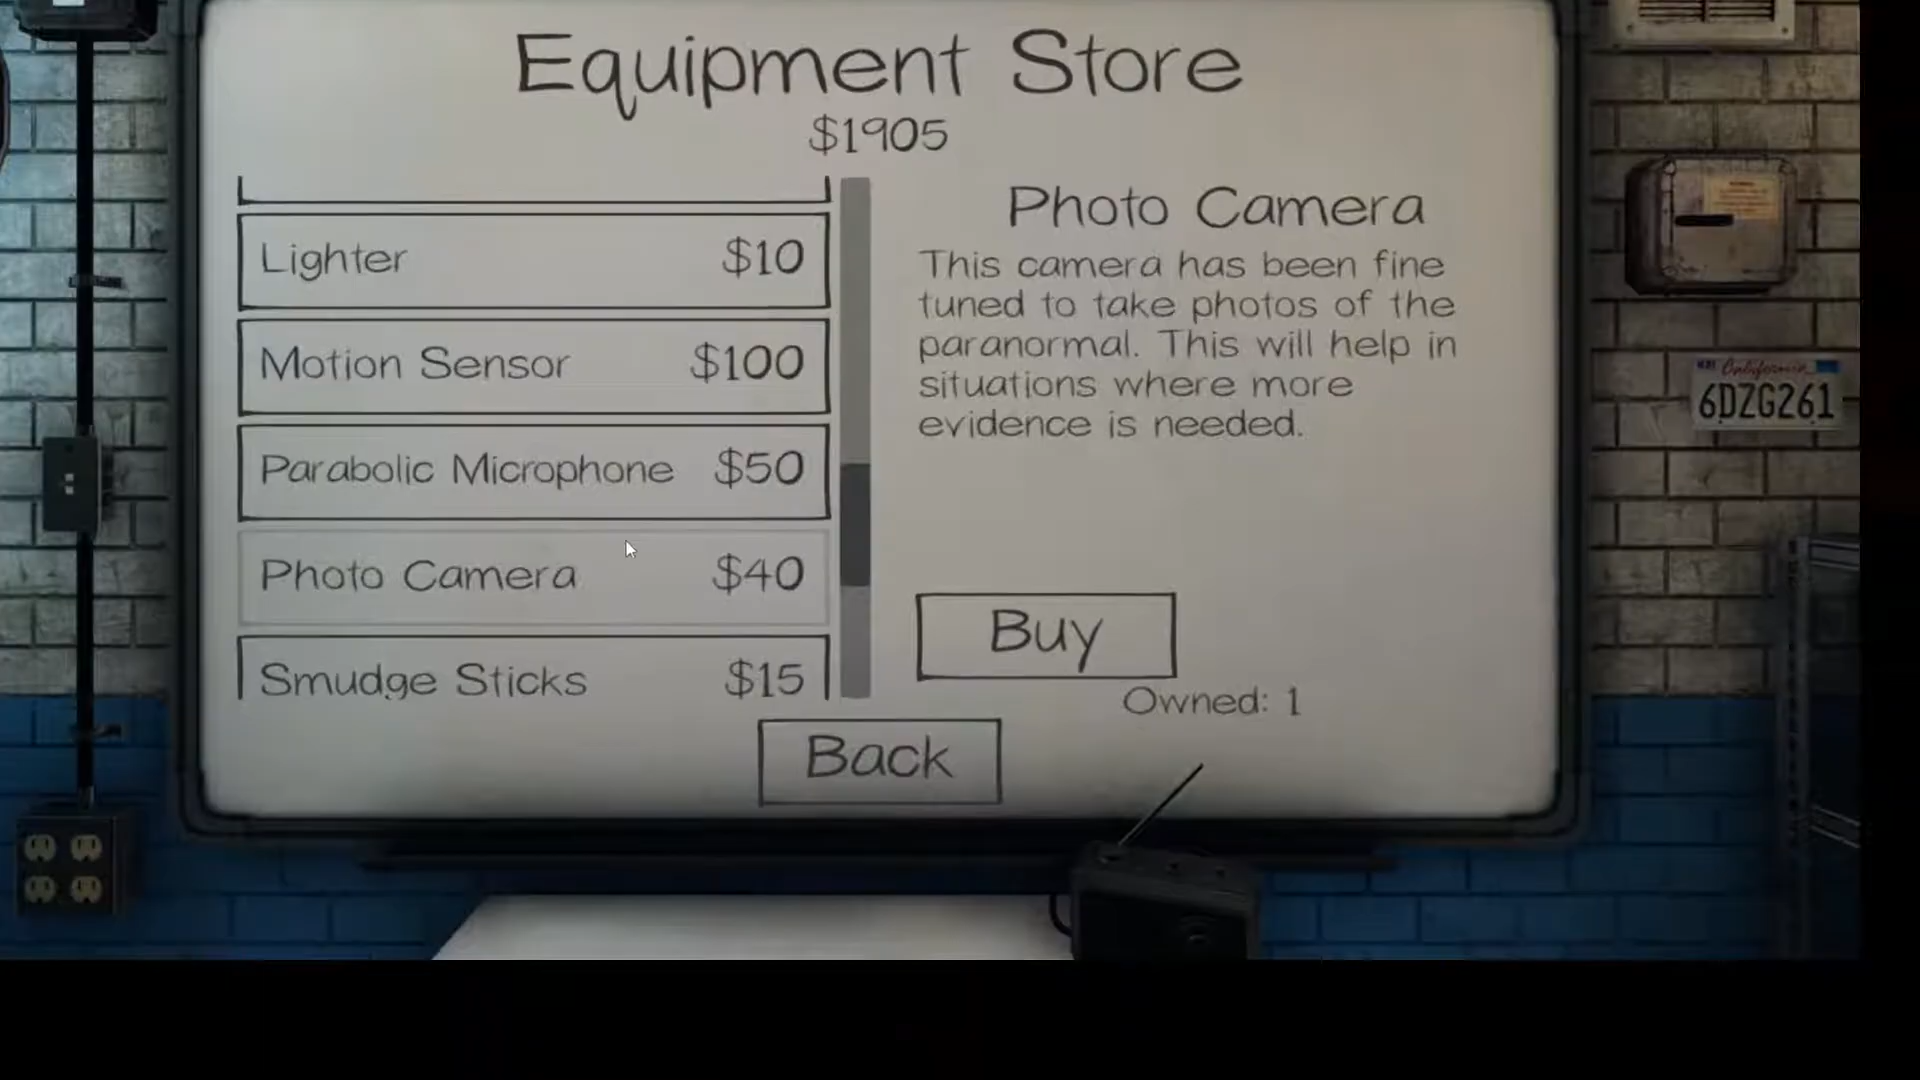 Equipment Store
$1905
Lighter $10
Motion Sensor $100
Parabolic Microphone $50
Photo Camera $40
Smudge Sticks $15
Photo Camera
This camera has been fine
tuned to take photos of the
paranormal. This will help in
situations where more
evidence is needed.
Buy
Owned: 1
Back
California
6DZG261